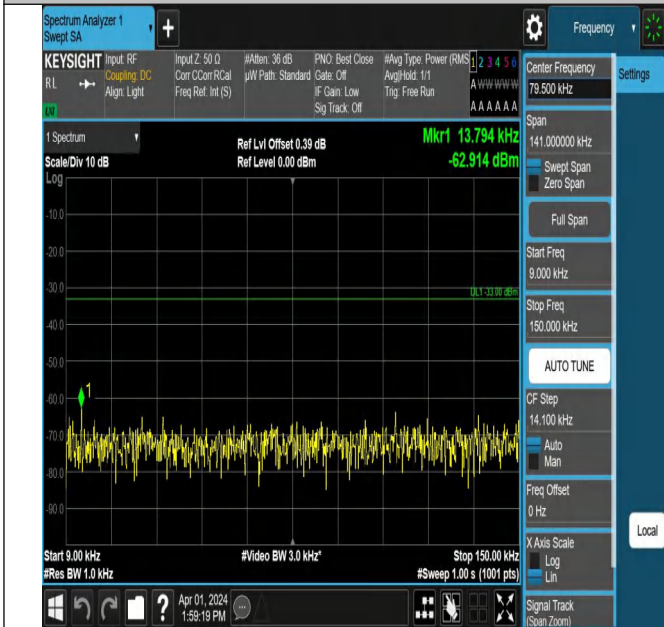 Spectrum Analyzer 1
Swept SA
+
Frequency
KEYSIGHT
RL
LXI
Input: RF
Coupling: DC
Align: Light
Input Z: 50 Ω
Corr CCorr RCal
Freq Ref: Int (S)
#Atten: 36 dB
µW Path: Standard
PNO: Best Close
Gate: Off
IF Gain: Low
Sig Track: Off
#Avg Type: Power (RMS
Avg|Hold: 1/1
Trig: Free Run
1 2 3 4 5 6
A W W W W W
A A A A A A
1 Spectrum
Scale/Div 10 dB
Ref Lvl Offset 0.39 dB
Ref Level 0.00 dBm
Mkr1 13.794 kHz
-62.914 dBm
Log
-10.0
-20.0
-30.0
DL1 -33.00 dBm
-40.0
-50.0
1
-60.0
-70.0
-80.0
-90.0
Start 9.00 kHz
#Res BW 1.0 kHz
#Video BW 3.0 kHz*
Stop 150.00 kHz
#Sweep 1.00 s (1001 pts)
Apr 01, 2024
1:59:19 PM
Center Frequency
79.500 kHz
Settings
Span
141.000000 kHz
Swept Span
Zero Span
Full Span
Start Freq
9.000 kHz
Stop Freq
150.000 kHz
AUTO TUNE
CF Step
14.100 kHz
Auto
Man
Freq Offset
0 Hz
Local
X Axis Scale
Log
Lin
Signal Track
(Span Zoom)